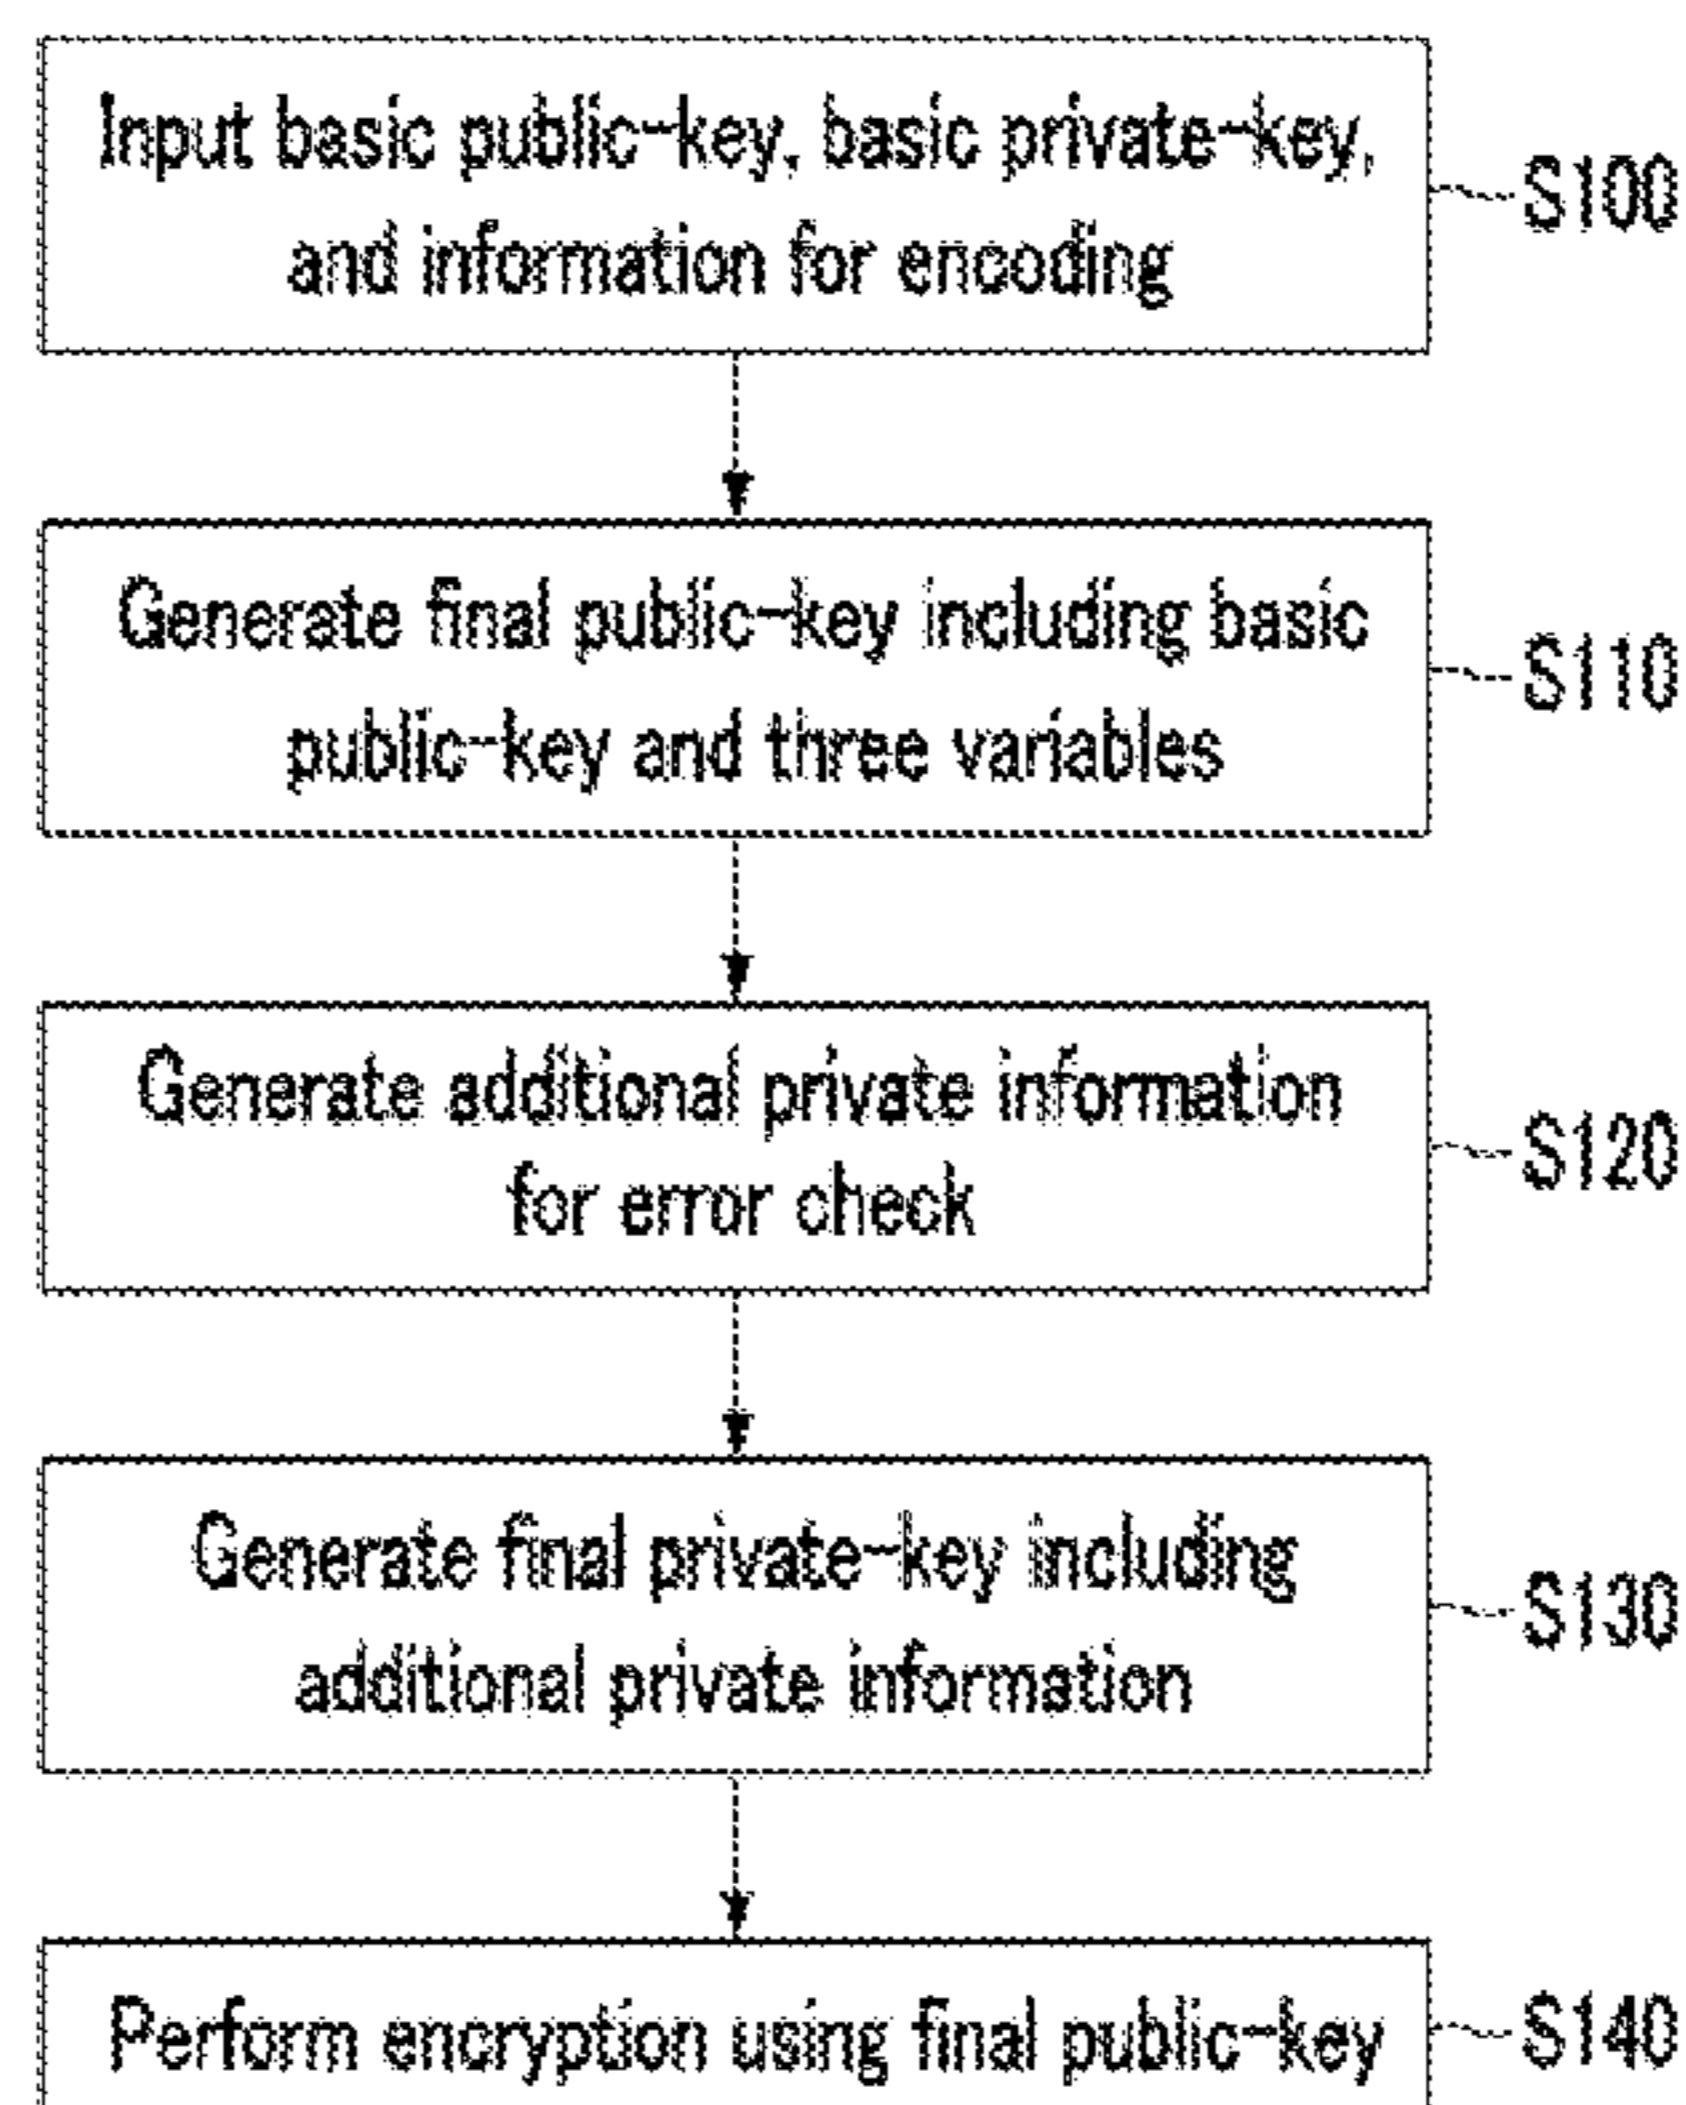 Input basic public-key, basic private-key,
and information for encoding
S100
Generate final public-key including basic
public-key and three variables
S110
Generate additional private information
for error check
S120
Generate final private-key including
additional private information
S130
Perform encryption using final public-key
S140